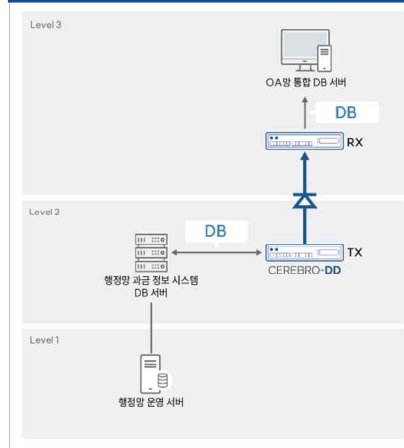 Level 3
OA망 통합 DB 서버
DB
RX
Level 2
DB
TX
CEREBRO-DD
행정망 과금 정보 시스템
DB 서버
Level 1
행정망 운영 서버